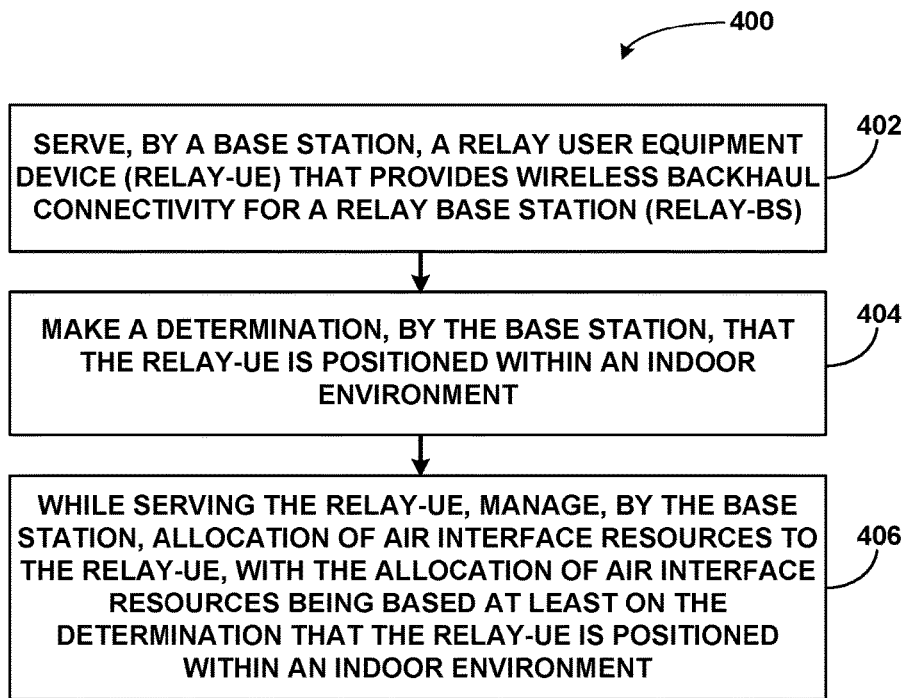 400
SERVE, BY A BASE STATION, A RELAY USER EQUIPMENT
DEVICE (RELAY-UE) THAT PROVIDES WIRELESS BACKHAUL
CONNECTIVITY FOR A RELAY BASE STATION (RELAY-BS)
402
MAKE A DETERMINATION, BY THE BASE STATION, THAT
THE RELAY-UE IS POSITIONED WITHIN AN INDOOR
ENVIRONMENT
404
WHILE SERVING THE RELAY-UE, MANAGE, BY THE BASE
STATION, ALLOCATION OF AIR INTERFACE RESOURCES TO
THE RELAY-UE, WITH THE ALLOCATION OF AIR INTERFACE
RESOURCES BEING BASED AT LEAST ON THE
DETERMINATION THAT THE RELAY-UE IS POSITIONED
WITHIN AN INDOOR ENVIRONMENT
406